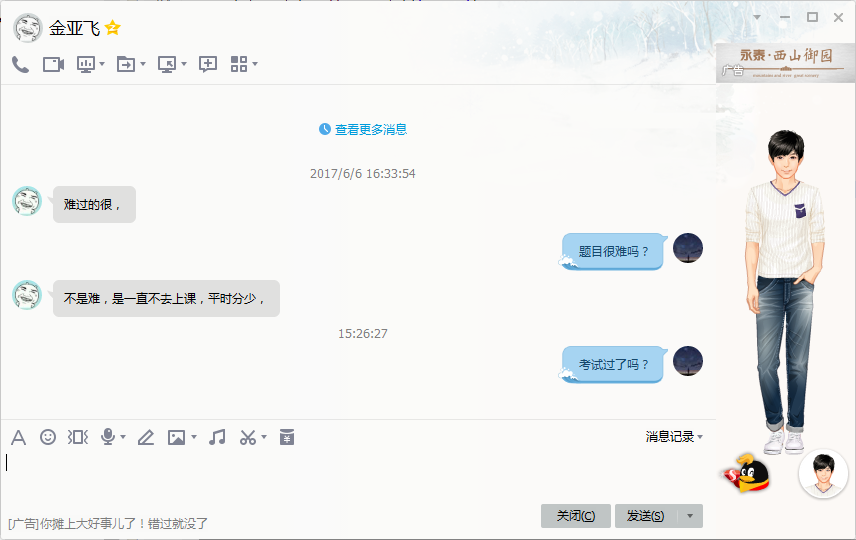 金亚飞
永泰·西山御园
广告
查看更多消息
2017/6/6 16:33:54
难过的很，
题目很难吗？
不是难，是一直不去上课，平时分少，
15:26:27
考试过了吗？
消息记录
[广告]你摊上大好事儿了！错过就没了
关闭(C)
发送(S)